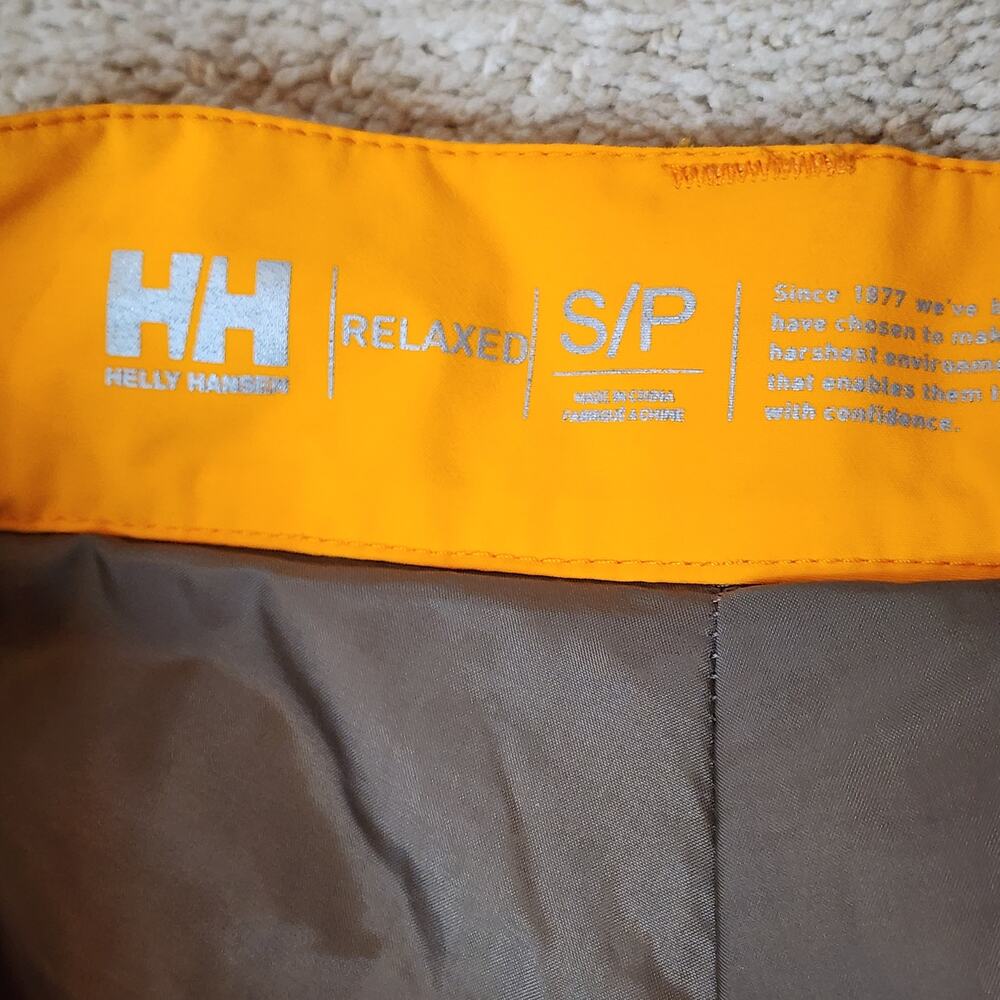 HH
HELLY HANSEN
RELAXED
S/P
MADE IN CHINA
FABRIQUÉ À CHINE
Since 1877 we've
have chosen to
harshest
that enables them
with confidence.